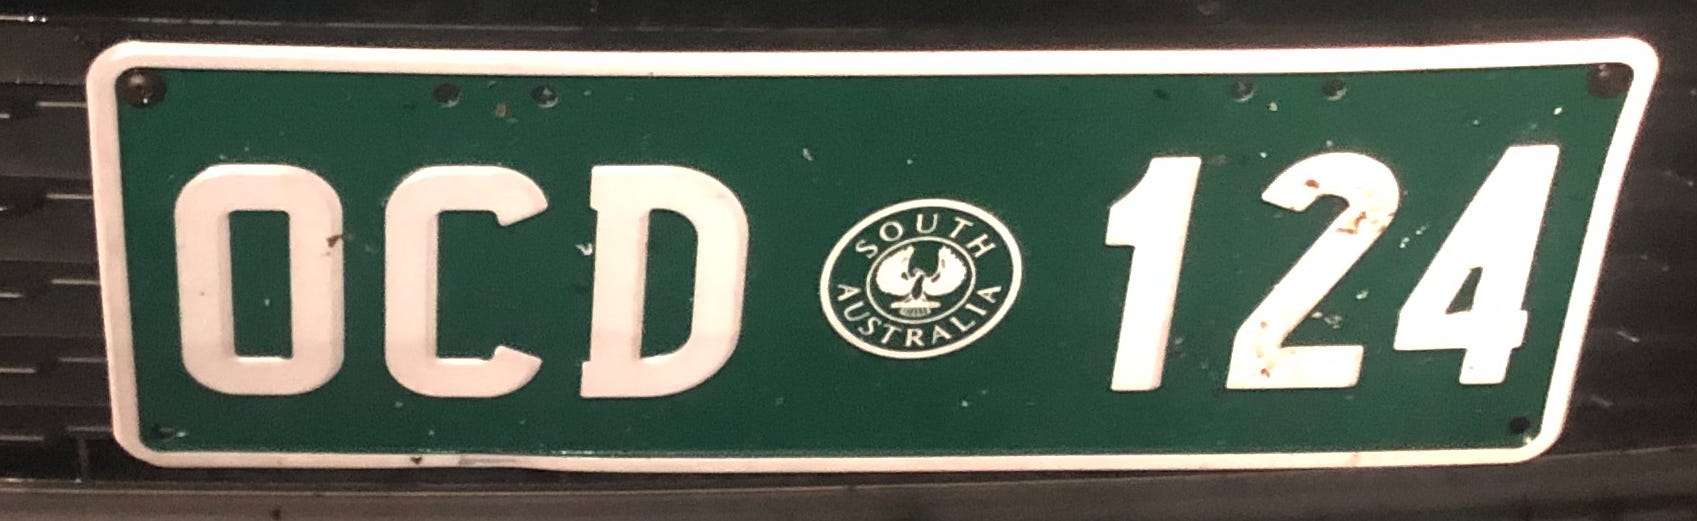 OCD SOUTH AUSTRALIA 124